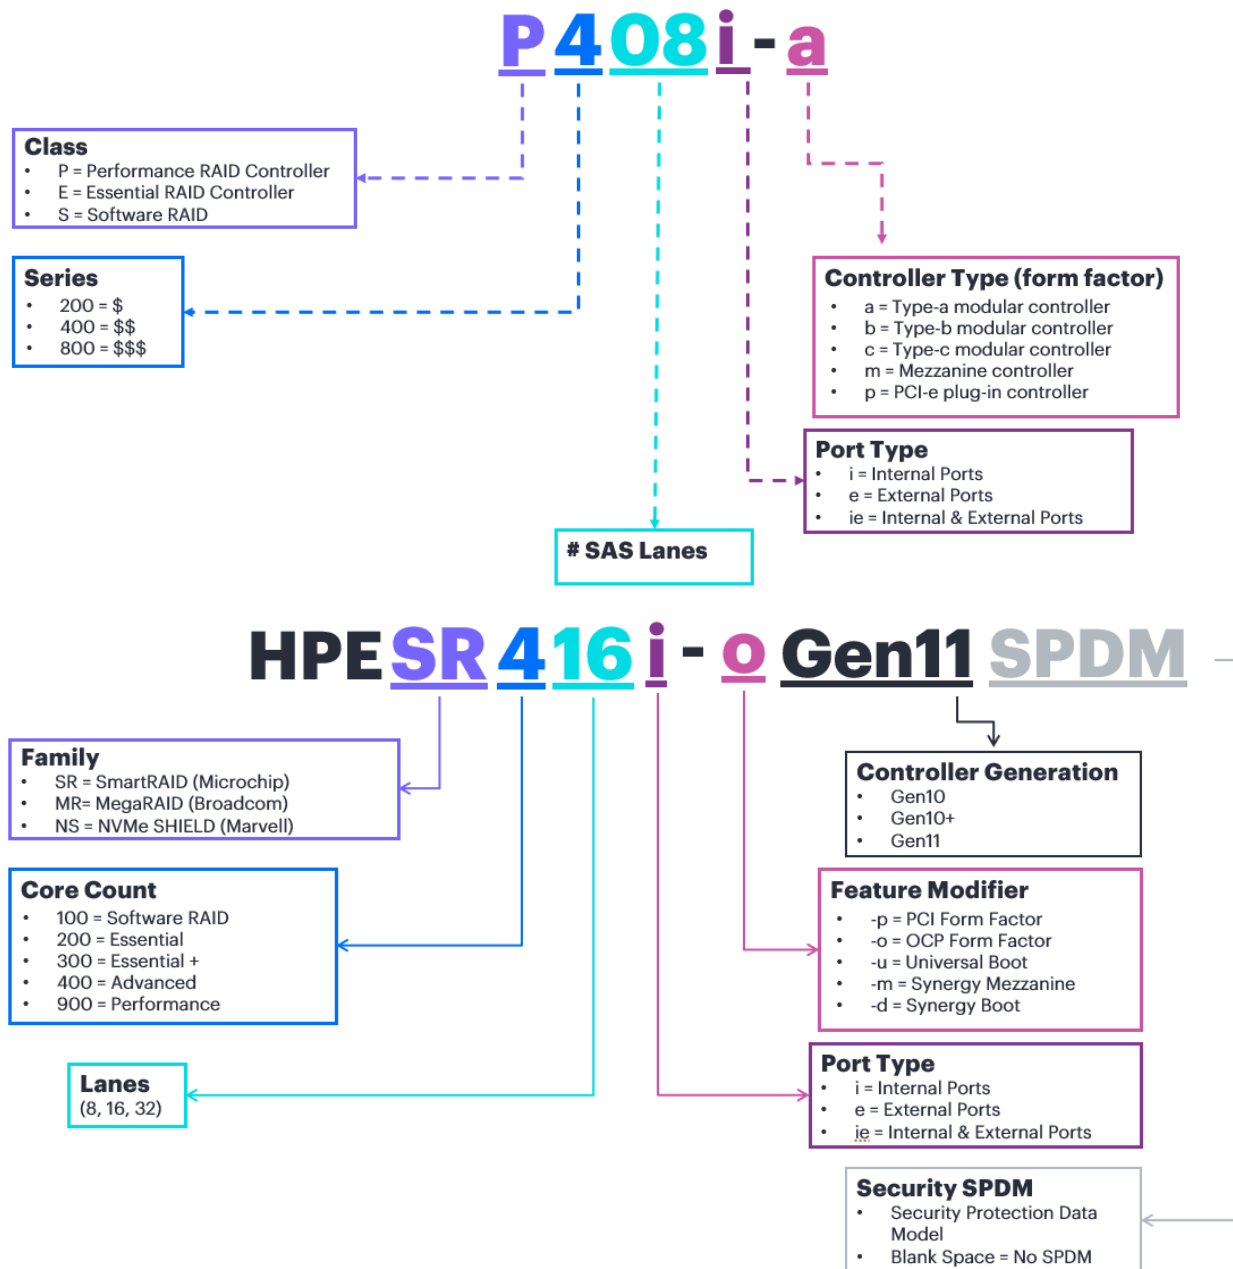 P408i-a
Class
• P = Performance RAID Controller
• E = Essential RAID Controller
• S = Software RAID
Series
• 200 = $
• 400 = $$
• 800 = $$$
Controller Type (form factor)
• a = Type-a modular controller
• b = Type-b modular controller
• c = Type-c modular controller
• m = Mezzanine controller
• p = PCI-e plug-in controller
Port Type
• i = Internal Ports
• e = External Ports
• ie = Internal & External Ports
# SAS Lanes
HPE SR 416i-o Gen11 SPDM
Family
• SR = SmartRAID (Microchip)
• MR= MegaRAID (Broadcom)
• NS = NVMe SHIELD (Marvell)
Controller Generation
• Gen10
• Gen10+
• Gen11
Core Count
• 100 = Software RAID
• 200 = Essential
• 300 = Essential +
• 400 = Advanced
• 900 = Performance
Feature Modifier
• -p = PCI Form Factor
• -o = OCP Form Factor
• -u = Universal Boot
• -m = Synergy Mezzanine
• -d = Synergy Boot
Lanes
(8, 16, 32)
Port Type
• i = Internal Ports
• e = External Ports
• ie = Internal & External Ports
Security SPDM
• Security Protection Data
Model
• Blank Space = No SPDM